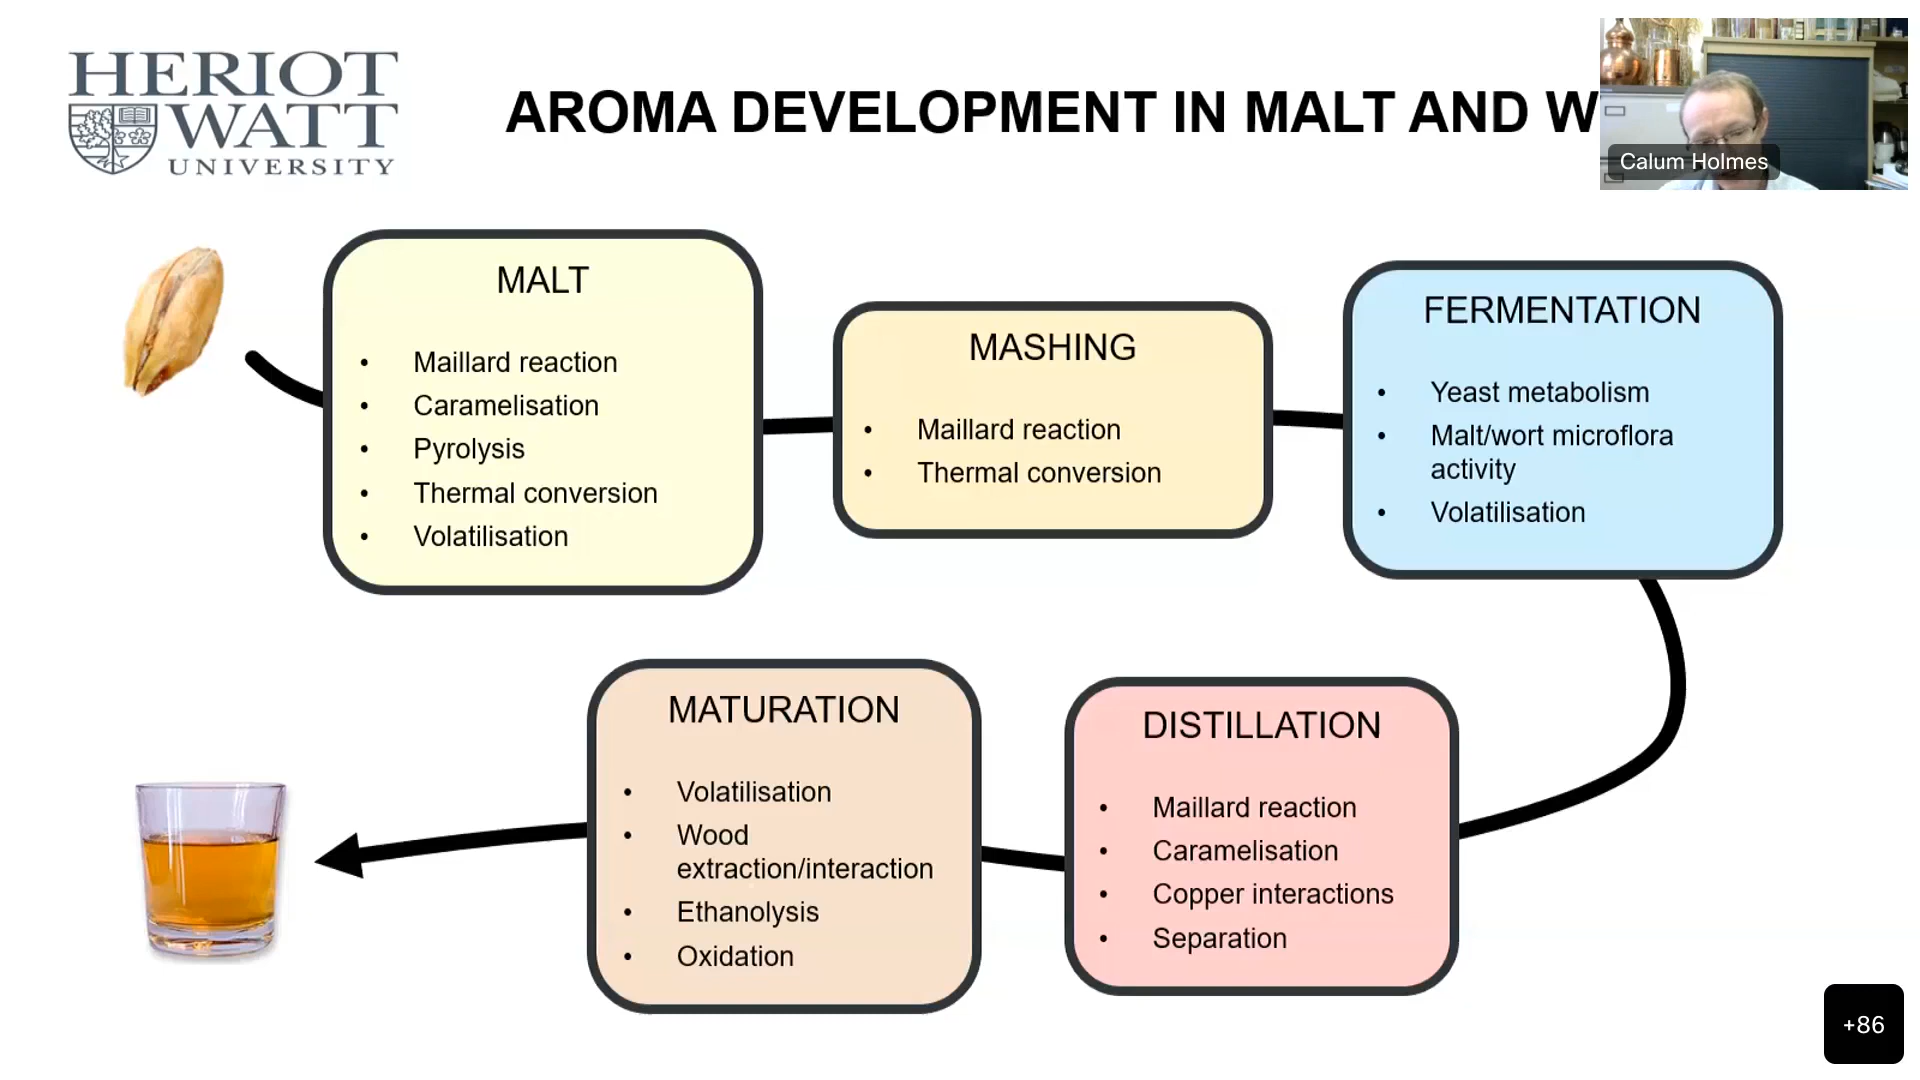 HERIOT
WATT
UNIVERSITY
AROMA DEVELOPMENT IN MALT AND W
Calum Holmes
MALT
• Maillard reaction
• Caramelisation
• Pyrolysis
• Thermal conversion
• Volatilisation
MASHING
• Maillard reaction
• Thermal conversion
FERMENTATION
• Yeast metabolism
• Malt/wort microflora
activity
• Volatilisation
MATURATION
• Volatilisation
• Wood
extraction/interaction
• Ethanolysis
• Oxidation
DISTILLATION
• Maillard reaction
• Caramelisation
• Copper interactions
• Separation
+86